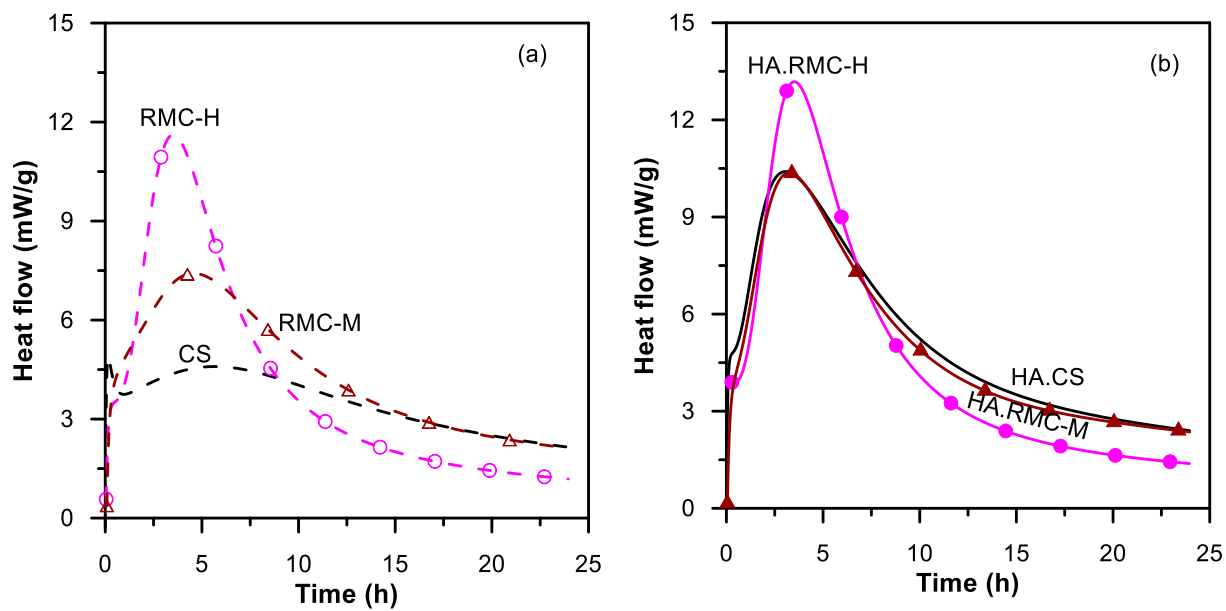 15
(a)
RMC-H
12
9
Heat flow (mW/g)
6
RMC-M
CS
3
0
0 5 10 15 20 25
Time (h)
15
(b)
HA.RMC-H
12
9
Heat flow (mW/g)
6
HA.CS
HA.RMC-M
3
0
0 5 10 15 20 25
Time (h)